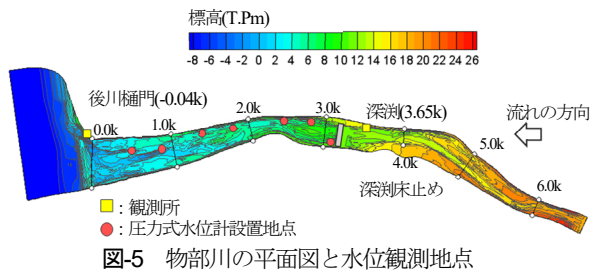 標高(T.Pm)
-8 -6 -4 -2 0 2 4 6 8 10 12 14 16 18 20 22 24 26
後川樋門(-0.04k)
0.0k
1.0k
2.0k
3.0k
深渕(3.65k)
流れの方向
4.0k
5.0k
深渕床止め
6.0k
:観測所
:圧力式水位計設置地点
図-5 物部川の平面図と水位観測地点